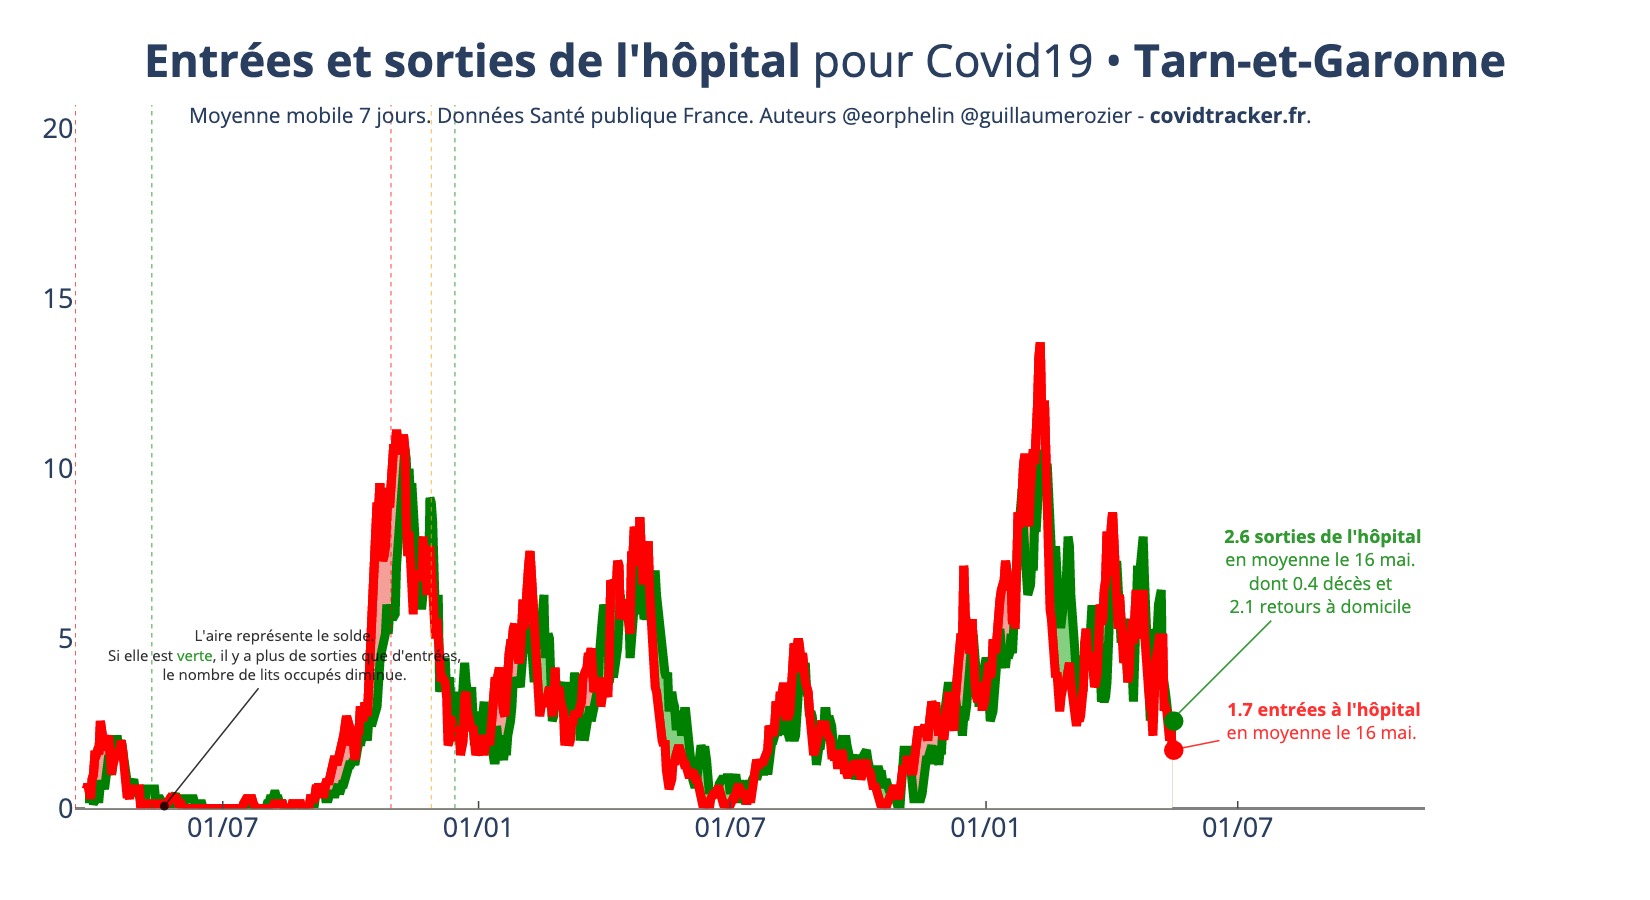 Entrées et sorties de l'hôpital pour Covid19 • Tarn-et-Garonne
Moyenne mobile 7 jours. Données Santé publique France. Auteurs @eorphelin @guillaumerozier - covidtracker.fr.
20
15
10
5
0
L'aire représente le solde.
Si elle est verte, il y a plus de sorties que d'entrées,
le nombre de lits occupés diminue.
2.6 sorties de l'hôpital
en moyenne le 16 mai.
dont 0.4 décès et
2.1 retours à domicile
1.7 entrées à l'hôpital
en moyenne le 16 mai.
01/07
01/01
01/07
01/01
01/07